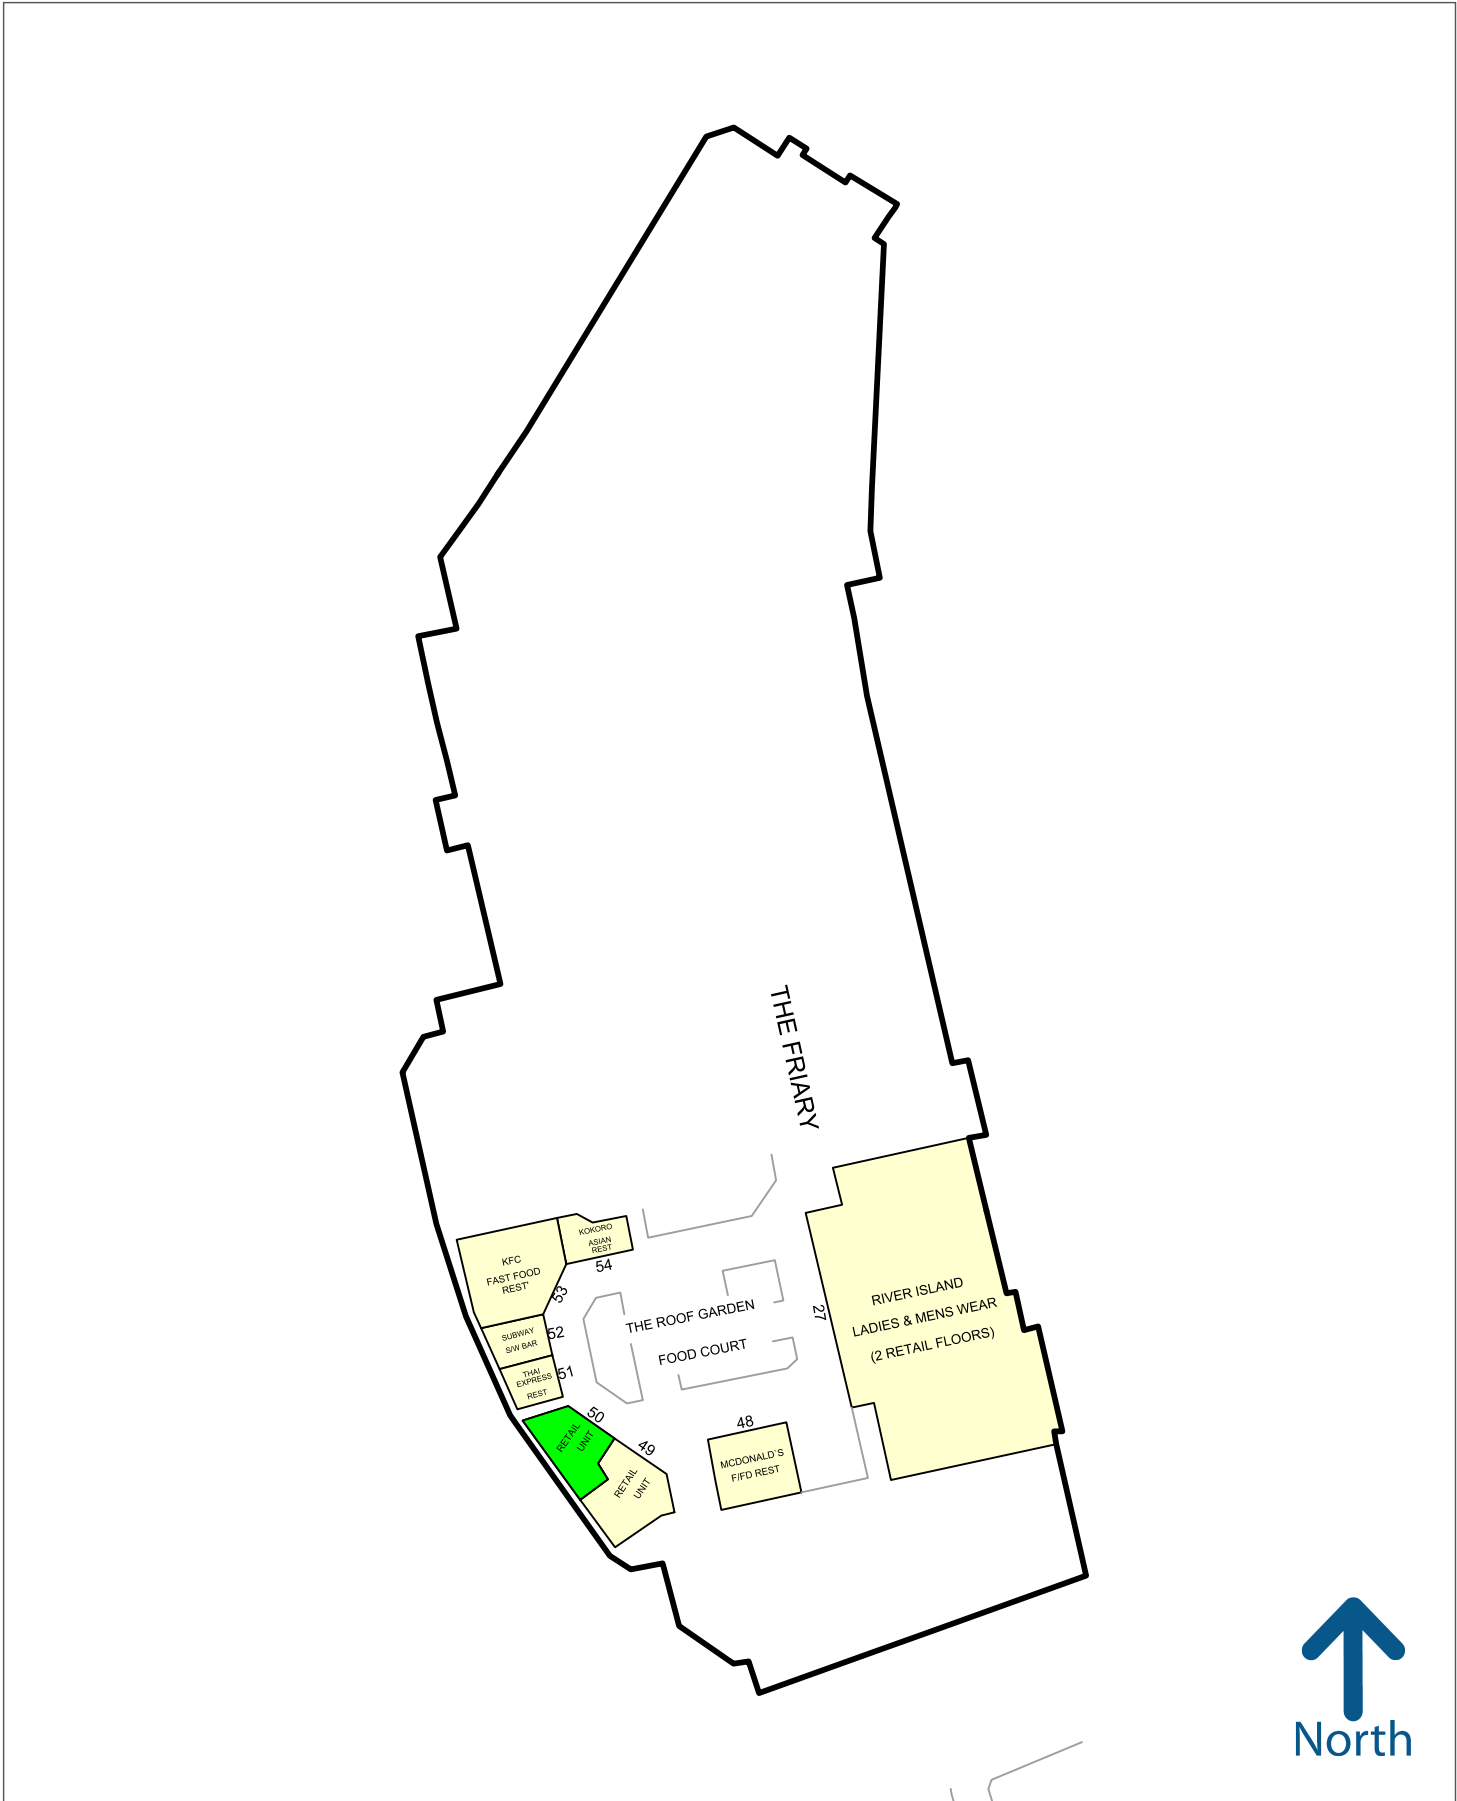 THE FRIARY
KOKORO
ASIAN
REST
54
KFC
FAST FOOD
REST'
53
SUBWAY
S/W BAR
52
THAI
EXPRESS
REST
51
RETAIL
UNIT
50
RETAIL
UNIT
49
THE ROOF GARDEN
FOOD COURT
48
MCDONALD`S
F/FD REST
27
RIVER ISLAND
LADIES & MENS WEAR
(2 RETAIL FLOORS)
North